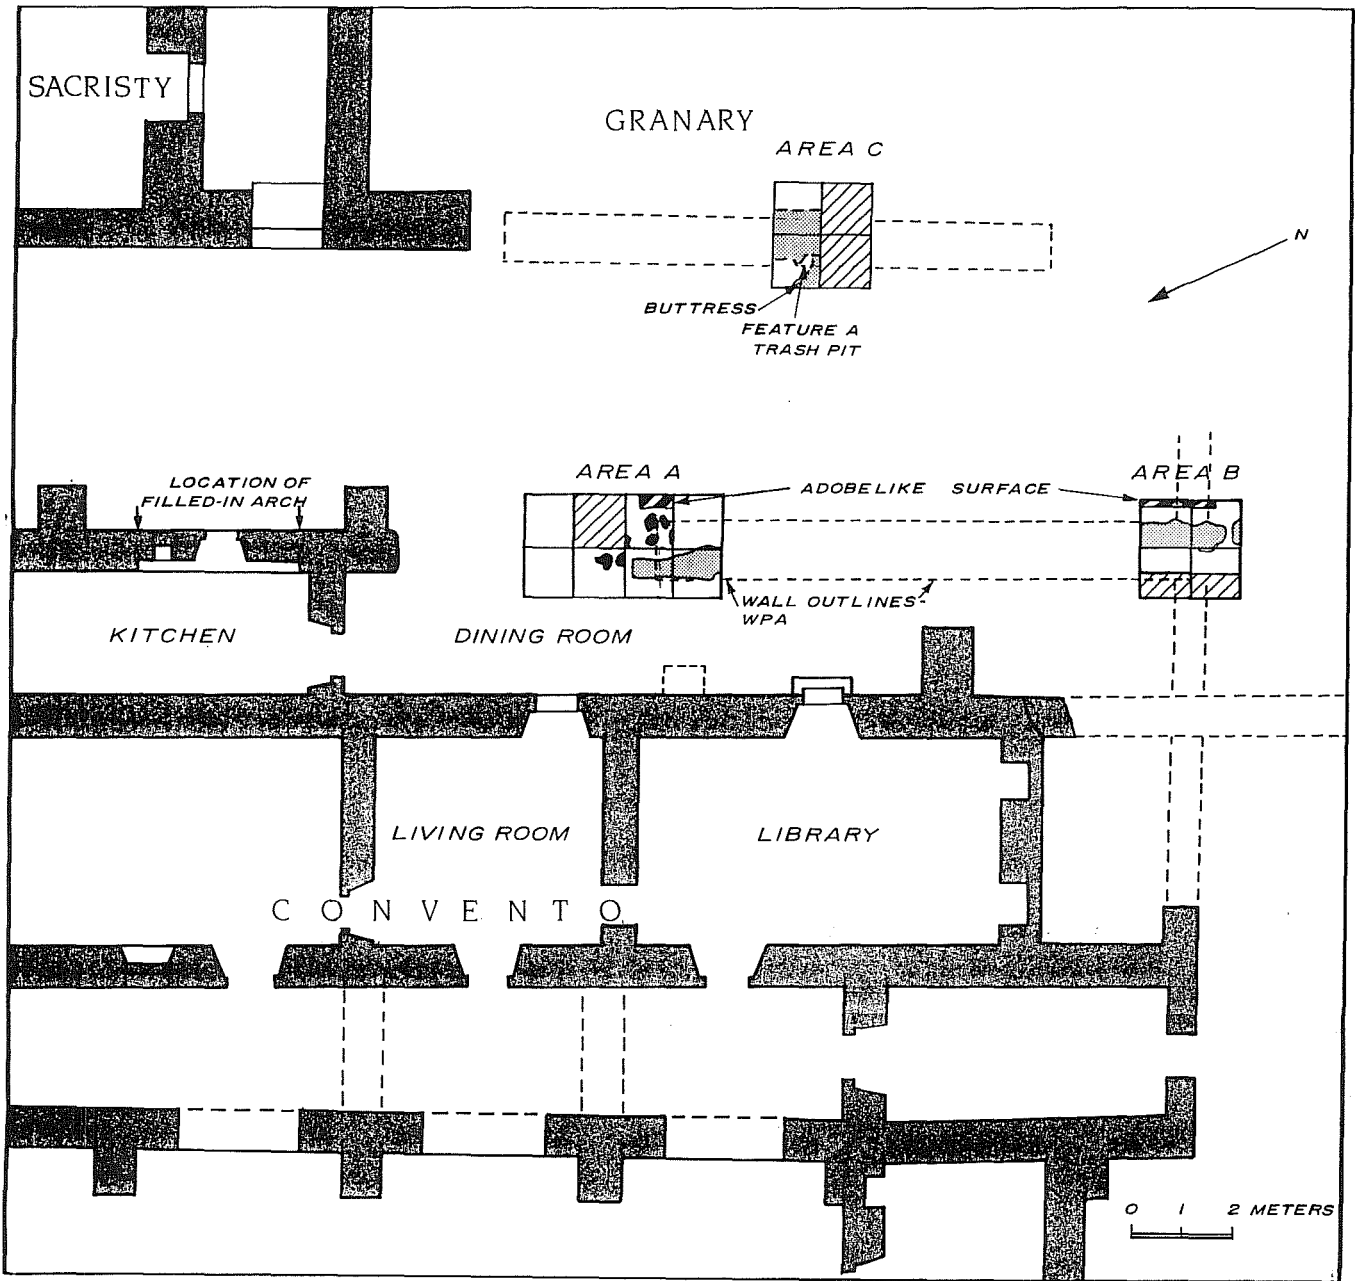 SACRISTY
GRANARY
AREA C
N
BUTTRESS
FEATURE A
TRASH PIT
LOCATION OF
FILLED-IN ARCH
AREA A
ADOBELIKE SURFACE
AREA B
WALL OUTLINES-
WPA
KITCHEN
DINING ROOM
LIVING ROOM
LIBRARY
CONVENTO
0 1 2 METERS